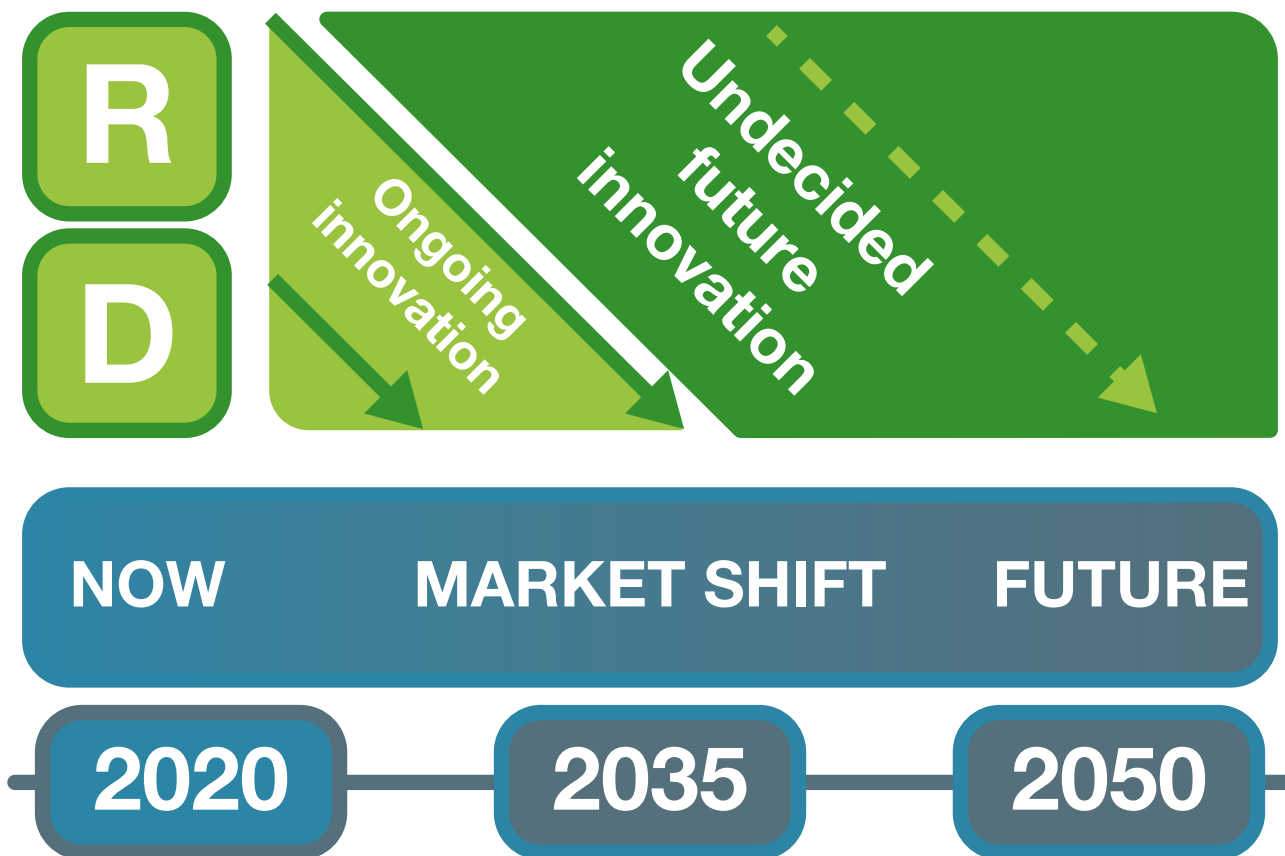 R
D
Ongoing
innovation
Undecided
future
innovation
NOW
MARKET SHIFT
FUTURE
2020
2035
2050